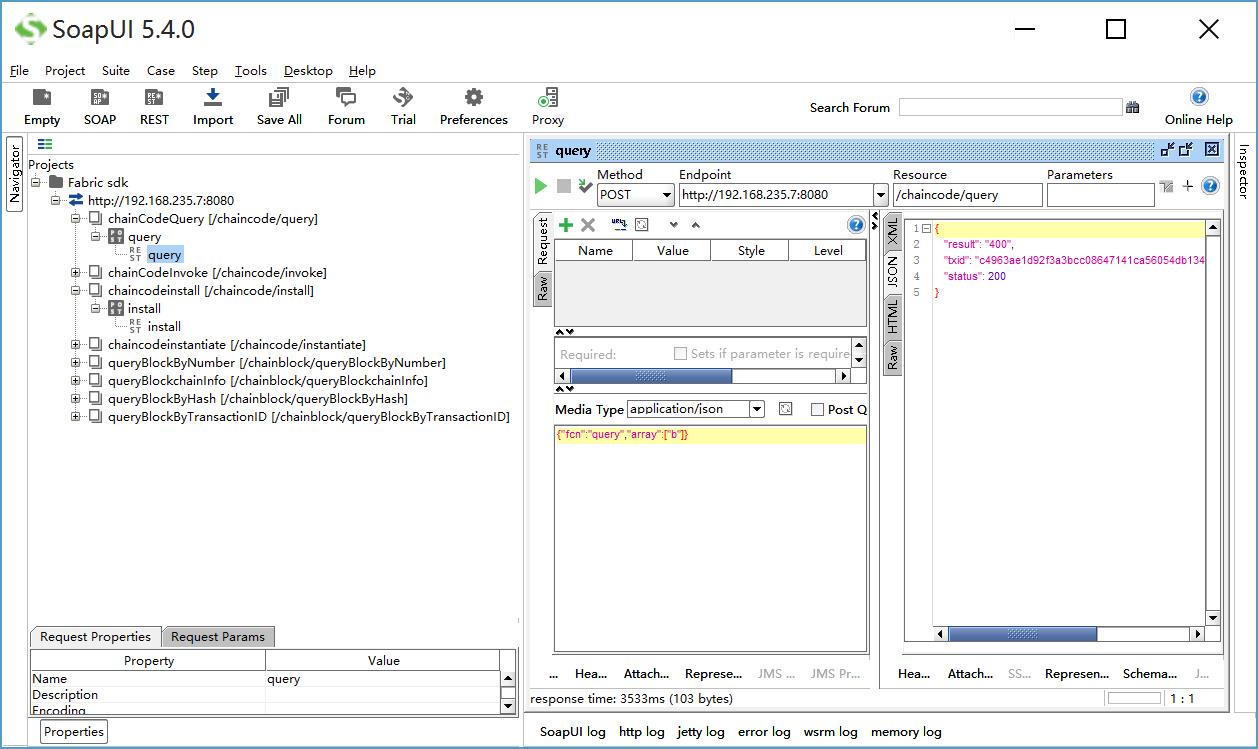 SoapUI 5.4.0
File Project Suite Case Step Tools Desktop Help
Empty SOAP REST Import Save All Forum Trial Preferences Proxy Search Forum Online Help
Navigator
Projects
Fabric sdk
http://192.168.235.7:8080
chainCodeQuery [/chaincode/query]
query
query
chainCodeInvoke [/chaincode/invoke]
chaincodeinstall [/chaincode/install]
install
install
chaincodeinstantiate [/chaincode/instantiate]
queryBlockByNumber [/chainblock/queryBlockByNumber]
queryBlockchainInfo [/chainblock/queryBlockchainInfo]
queryBlockByHash [/chainblock/queryBlockByHash]
queryBlockByTransactionID [/chainblock/queryBlockByTransactionID]
Request Properties Request Params
Property Value
Name query
Description
Encoding
Properties
query
Method Endpoint Resource Parameters
POST http://192.168.235.7:8080 /chaincode/query
Request
Raw
Name Value Style Level
Required: Sets if parameter is require
Media Type application/json Post Q
{"fcn":"query","array":["b"]}
... Hea... Attach... Represe... JMS ... JMS Pr...
XML
JSON
HTML
Raw
1 {
2 "result": "400",
3 "txid": "c4963ae1d92f3a3bcc08647141ca56054db134
4 "status": 200
5 }
Hea... Attach... SS... Represen... Schema... J...
response time: 3533ms (103 bytes) 1 : 1
SoapUI log http log jetty log error log wsrm log memory log
Inspector